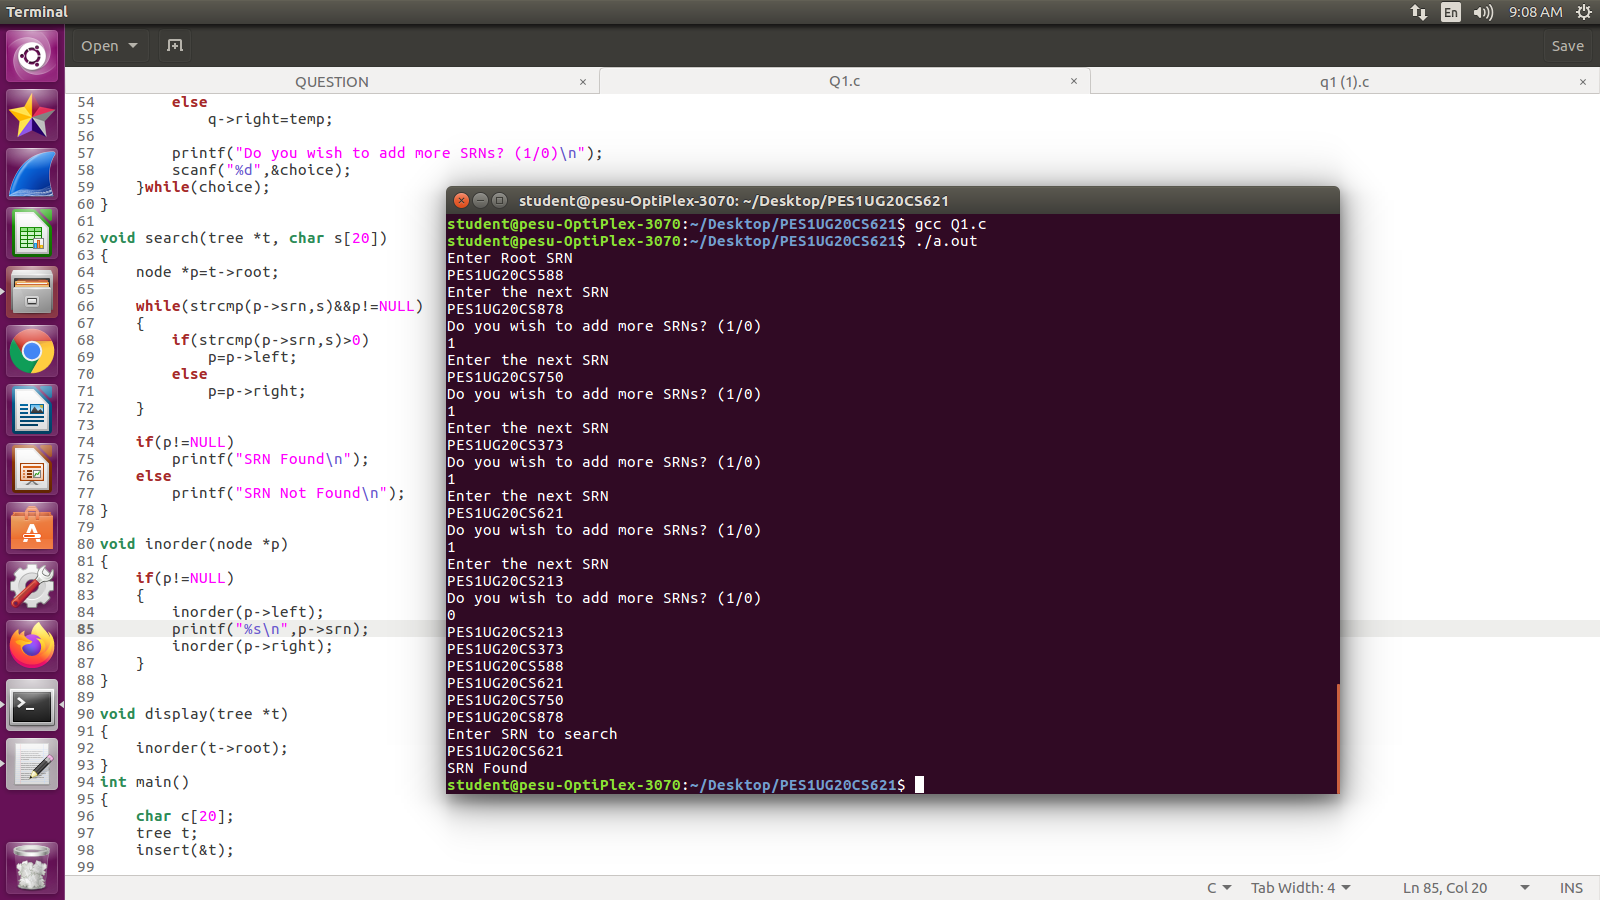 Terminal
En
9:08 AM
Open
Save
QUESTION ×
Q1.c ×
q1 (1).c ×
54         else
55             q->right=temp;
56
57         printf("Do you wish to add more SRNs? (1/0)\n");
58         scanf("%d",&choice);
59     }while(choice);
60 }
61
62 void search(tree *t, char s[20])
63 {
64     node *p=t->root;
65
66     while(strcmp(p->srn,s)&&p!=NULL)
67     {
68         if(strcmp(p->srn,s)>0)
69             p=p->left;
70         else
71             p=p->right;
72     }
73
74     if(p!=NULL)
75         printf("SRN Found\n");
76     else
77         printf("SRN Not Found\n");
78 }
79
80 void inorder(node *p)
81 {
82     if(p!=NULL)
83     {
84         inorder(p->left);
85         printf("%s\n",p->srn);
86         inorder(p->right);
87     }
88 }
89
90 void display(tree *t)
91 {
92     inorder(t->root);
93 }
94 int main()
95 {
96     char c[20];
97     tree t;
98     insert(&t);
99
student@pesu-OptiPlex-3070: ~/Desktop/PES1UG20CS621
student@pesu-OptiPlex-3070:~/Desktop/PES1UG20CS621$ gcc Q1.c
student@pesu-OptiPlex-3070:~/Desktop/PES1UG20CS621$ ./a.out
Enter Root SRN
PES1UG20CS588
Enter the next SRN
PES1UG20CS878
Do you wish to add more SRNs? (1/0)
1
Enter the next SRN
PES1UG20CS750
Do you wish to add more SRNs? (1/0)
1
Enter the next SRN
PES1UG20CS373
Do you wish to add more SRNs? (1/0)
1
Enter the next SRN
PES1UG20CS621
Do you wish to add more SRNs? (1/0)
1
Enter the next SRN
PES1UG20CS213
Do you wish to add more SRNs? (1/0)
0
PES1UG20CS213
PES1UG20CS373
PES1UG20CS588
PES1UG20CS621
PES1UG20CS750
PES1UG20CS878
Enter SRN to search
PES1UG20CS621
SRN Found
student@pesu-OptiPlex-3070:~/Desktop/PES1UG20CS621$
C
Tab Width: 4
Ln 85, Col 20
INS